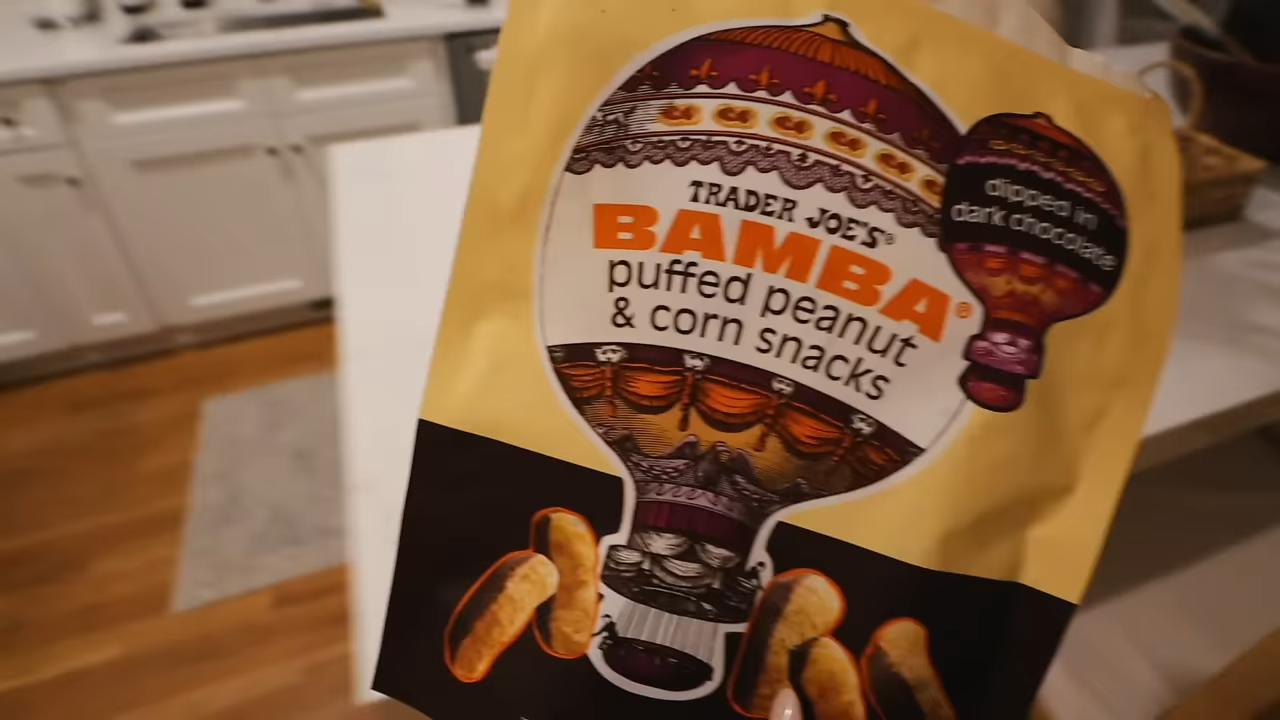 TRADER JOE'S®
BAMBA®
puffed peanut
& corn snacks
dipped in
dark chocolate